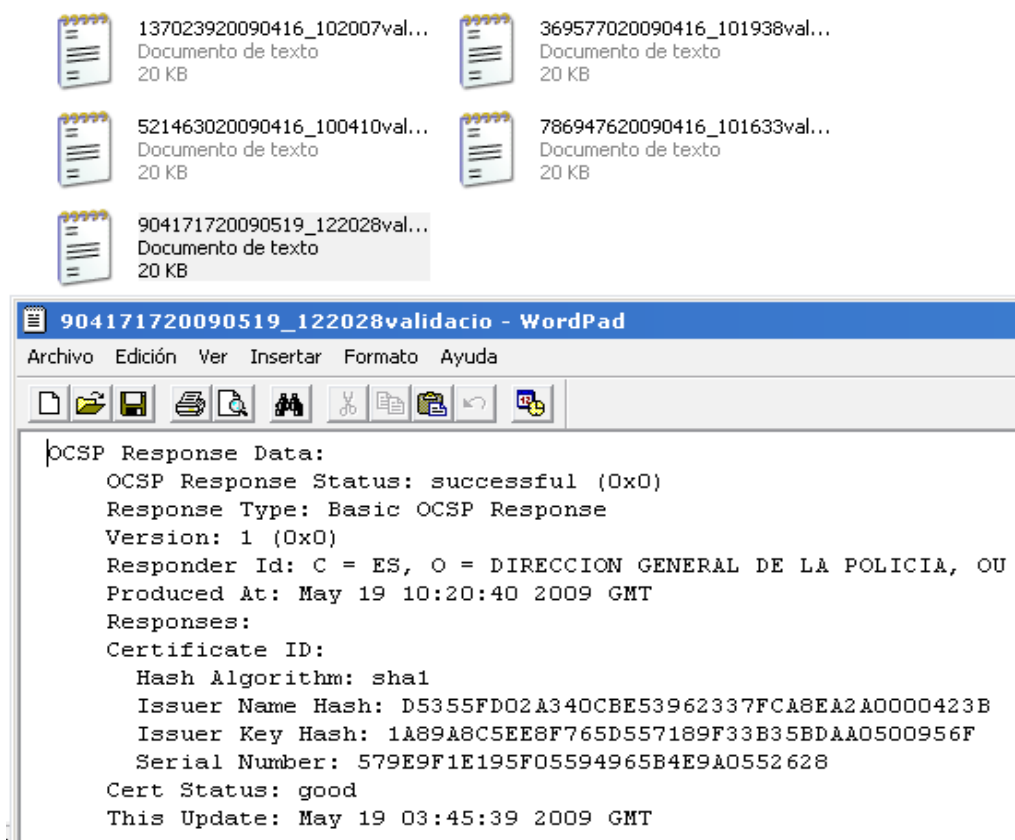 137023920090416_102007val...
Documento de texto
20 KB
369577020090416_101938val...
Documento de texto
20 KB
521463020090416_100410val...
Documento de texto
20 KB
786947620090416_101633val...
Documento de texto
20 KB
904171720090519_122028val...
Documento de texto
20 KB
904171720090519_122028validacio - WordPad
Archivo Edición Ver Insertar Formato Ayuda
OCSP Response Data:
OCSP Response Status: successful (0x0)
Response Type: Basic OCSP Response
Version: 1 (0x0)
Responder Id: C = ES, O = DIRECCION GENERAL DE LA POLICIA, OU
Produced At: May 19 10:20:40 2009 GMT
Responses:
Certificate ID:
Hash Algorithm: sha1
Issuer Name Hash: D5355FD02A340CBE53962337FCA8EA2A0000423B
Issuer Key Hash: 1A89A8C5EE8F765D557189F33B35BDAA0500956F
Serial Number: 579E9F1E195F05594965B4E9A0552628
Cert Status: good
This Update: May 19 03:45:39 2009 GMT